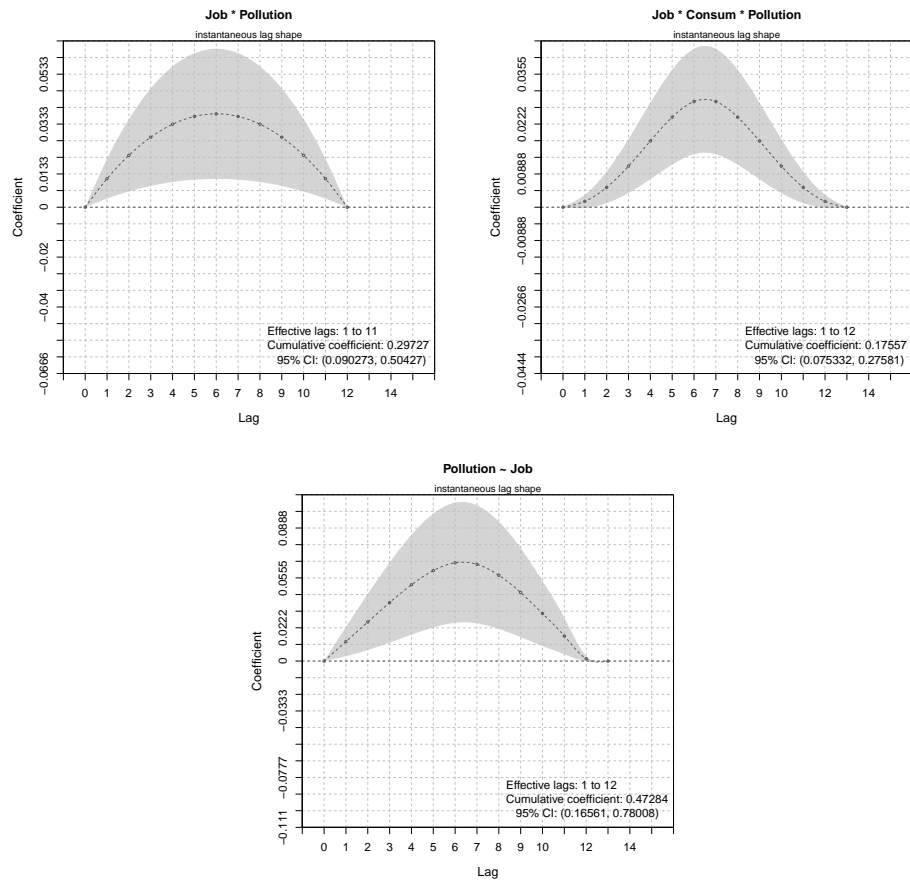 Job * Pollution
instantaneous lag shape
Coefficient
0.0533
0.0333
0.0133
0
−0.02
−0.04
−0.0666
Effective lags: 1 to 11
Cumulative coefficient: 0.29727
95% CI: (0.090273, 0.50427)
0 1 2 3 4 5 6 7 8 9 10 12 14
Lag
Job * Consum * Pollution
instantaneous lag shape
Coefficient
0.0355
0.0222
0.00888
−0.00888
−0.0266
−0.0444
Effective lags: 1 to 12
Cumulative coefficient: 0.17557
95% CI: (0.075332, 0.27581)
0 1 2 3 4 5 6 7 8 9 10 12 14
Lag
Pollution ~ Job
instantaneous lag shape
Coefficient
0.0888
0.0555
0.0222
0
−0.0333
−0.0777
−0.111
Effective lags: 1 to 12
Cumulative coefficient: 0.47284
95% CI: (0.16561, 0.78008)
0 1 2 3 4 5 6 7 8 9 10 12 14
Lag